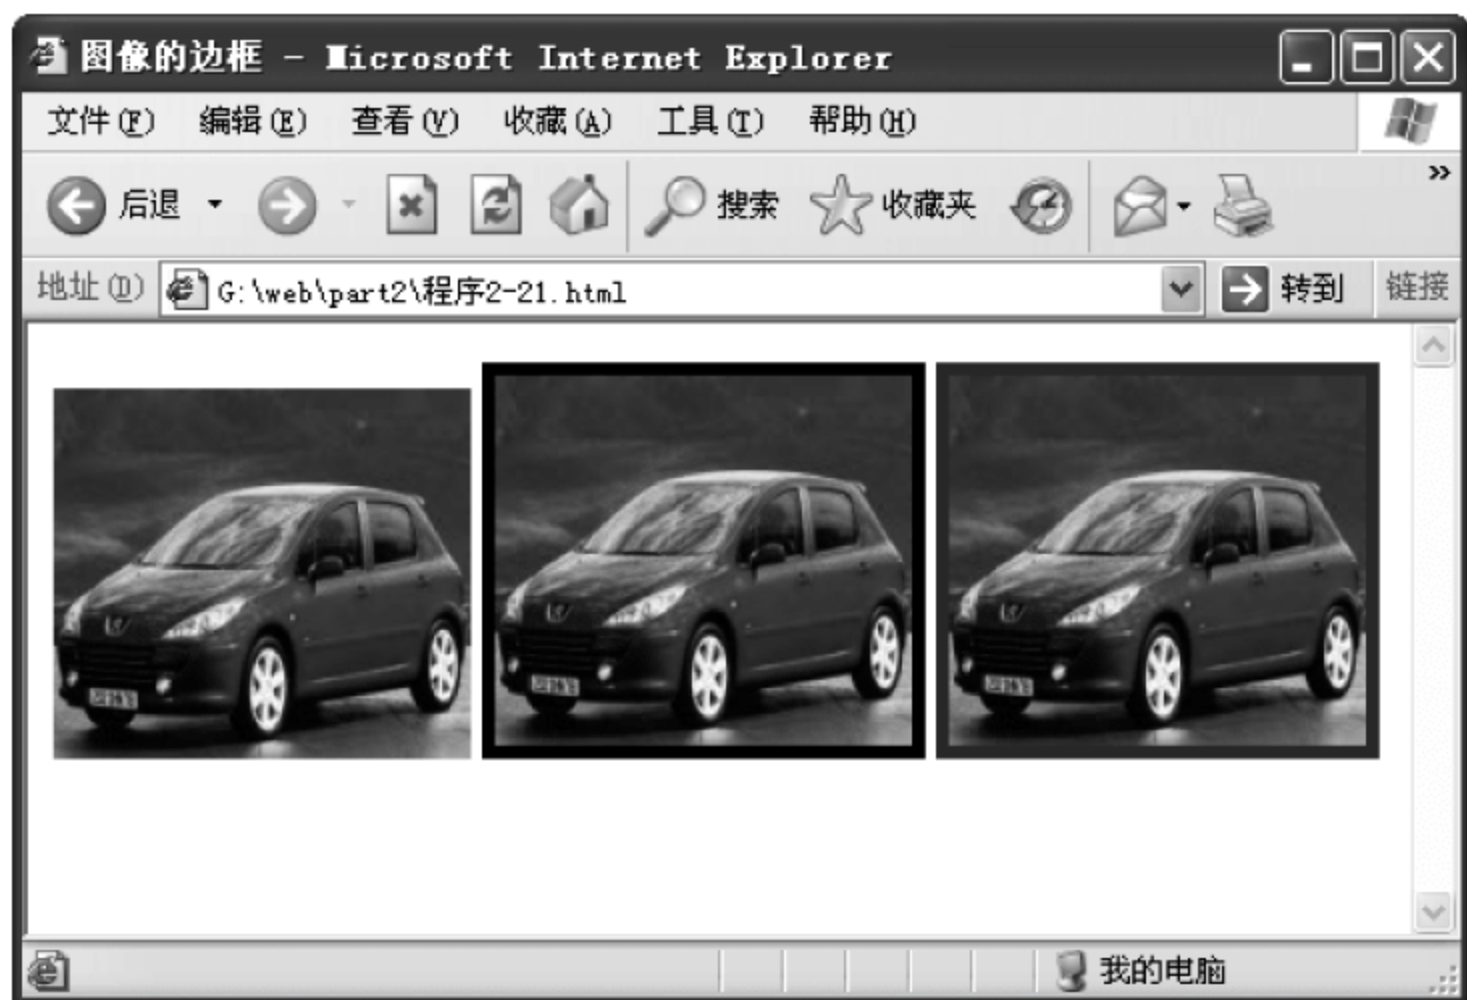 图像的边框 - Microsoft Internet Explorer
文件(F) 编辑(E) 查看(V) 收藏(A) 工具(T) 帮助(H)
后退 搜索 收藏夹 »
地址(D) G:\web\part2\程序2-21.html 转到 链接
我的电脑